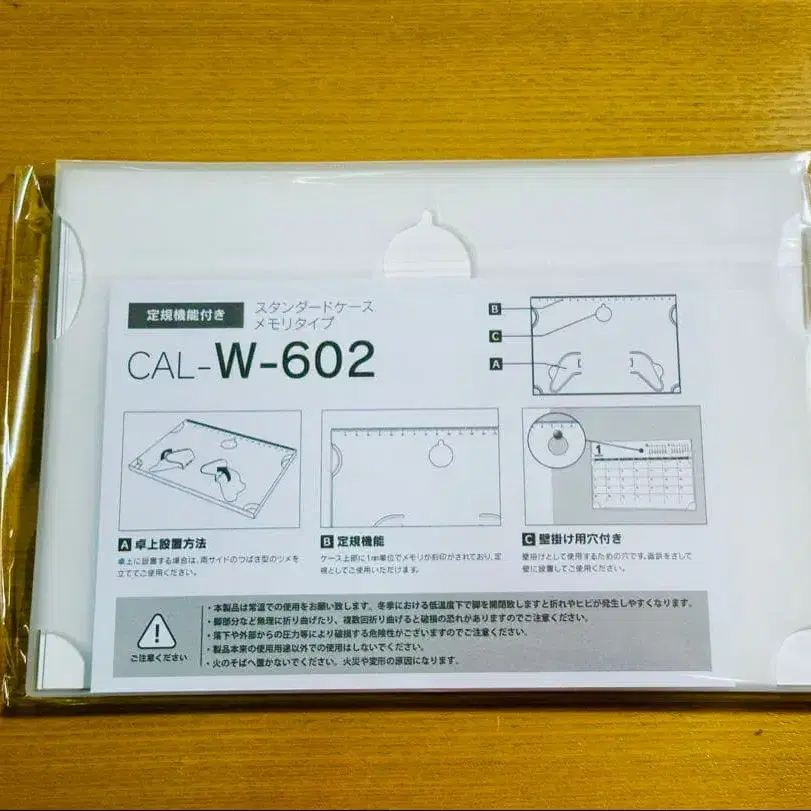 定規機能付き
スタンダードケース
メモリタイプ
CAL-W-602
B
C
A
1
A 卓上設置方法
卓上に設置する場合は、両サイドのつばさ型のツメを
立ててご使用ください。
B 定規機能
ケース上部に1mm単位でメモリが刻印がされており、定
規としてご使用いただけます。
C 壁掛け用穴付き
壁掛けとして使用するための穴です。画鋲をさして
壁に設置してご使用ください。
ご注意ください
・本製品は常温での使用をお願い致します。冬季における低温度下で脚を開閉致しますと折れやヒビが発生しやすくなります。
・脚部分など無理に折り曲げたり、複数回折り曲げると破損の恐れがありますのでご注意ください。
・落下や外部からの圧力等により破損する危険性がございますのでご注意ください。
・製品本来の使用用途以外での使用はしないでください。
・火のそばへ置かないでください。火災や変形の原因になります。